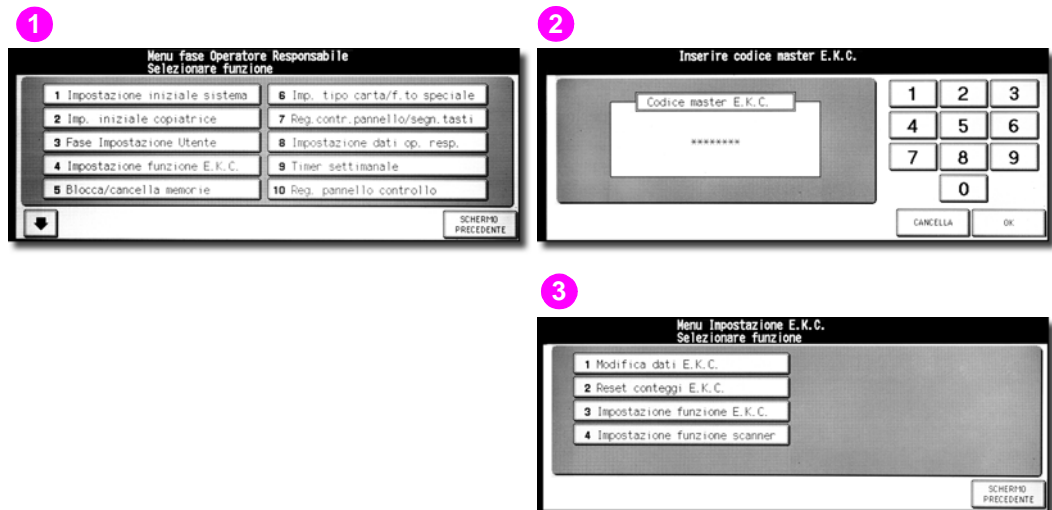 1
Menu fase Operatore Responsabile
Selezionare funzione
1 Impostazione iniziale sistema
2 Imp. iniziale copiatrice
3 Fase Impostazione Utente
4 Impostazione funzione E.K.C.
5 Blocca/cancella memorie
6 Imp. tipo carta/f.to speciale
7 Reg.contr.pannello/segn.tasti
8 Impostazione dati op. resp.
9 Timer settimanale
10 Reg. pannello controllo
SCHERMO
PRECEDENTE
2
Inserire codice master E.K.C.
Codice master E.K.C.
********
1 2 3
4 5 6
7 8 9
0
CANCELLA OK
3
Menu Impostazione E.K.C.
Selezionare funzione
1 Modifica dati E.K.C.
2 Reset conteggi E.K.C.
3 Impostazione funzione E.K.C.
4 Impostazione funzione scanner
SCHERMO
PRECEDENTE